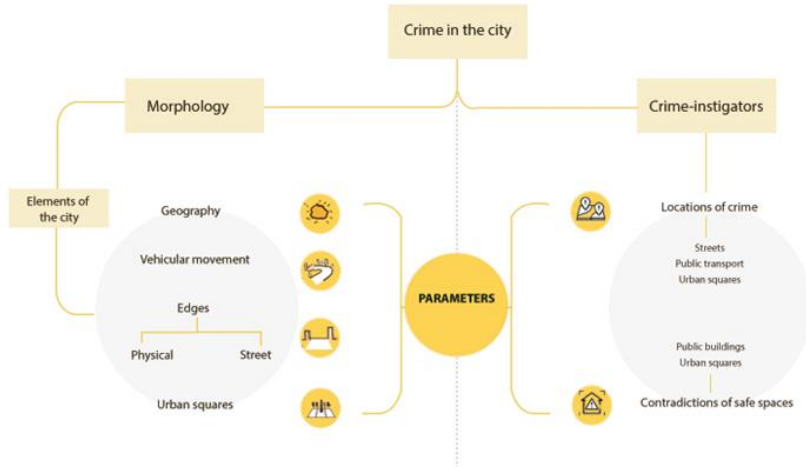 Crime in the city
Morphology
Crime-instigators
Elements of
the city
Geography
Vehicular movement
Edges
Physical
Street
Urban squares
PARAMETERS
Locations of crime
Streets
Public transport
Urban squares
Public buildings
Urban squares
Contradictions of safe spaces